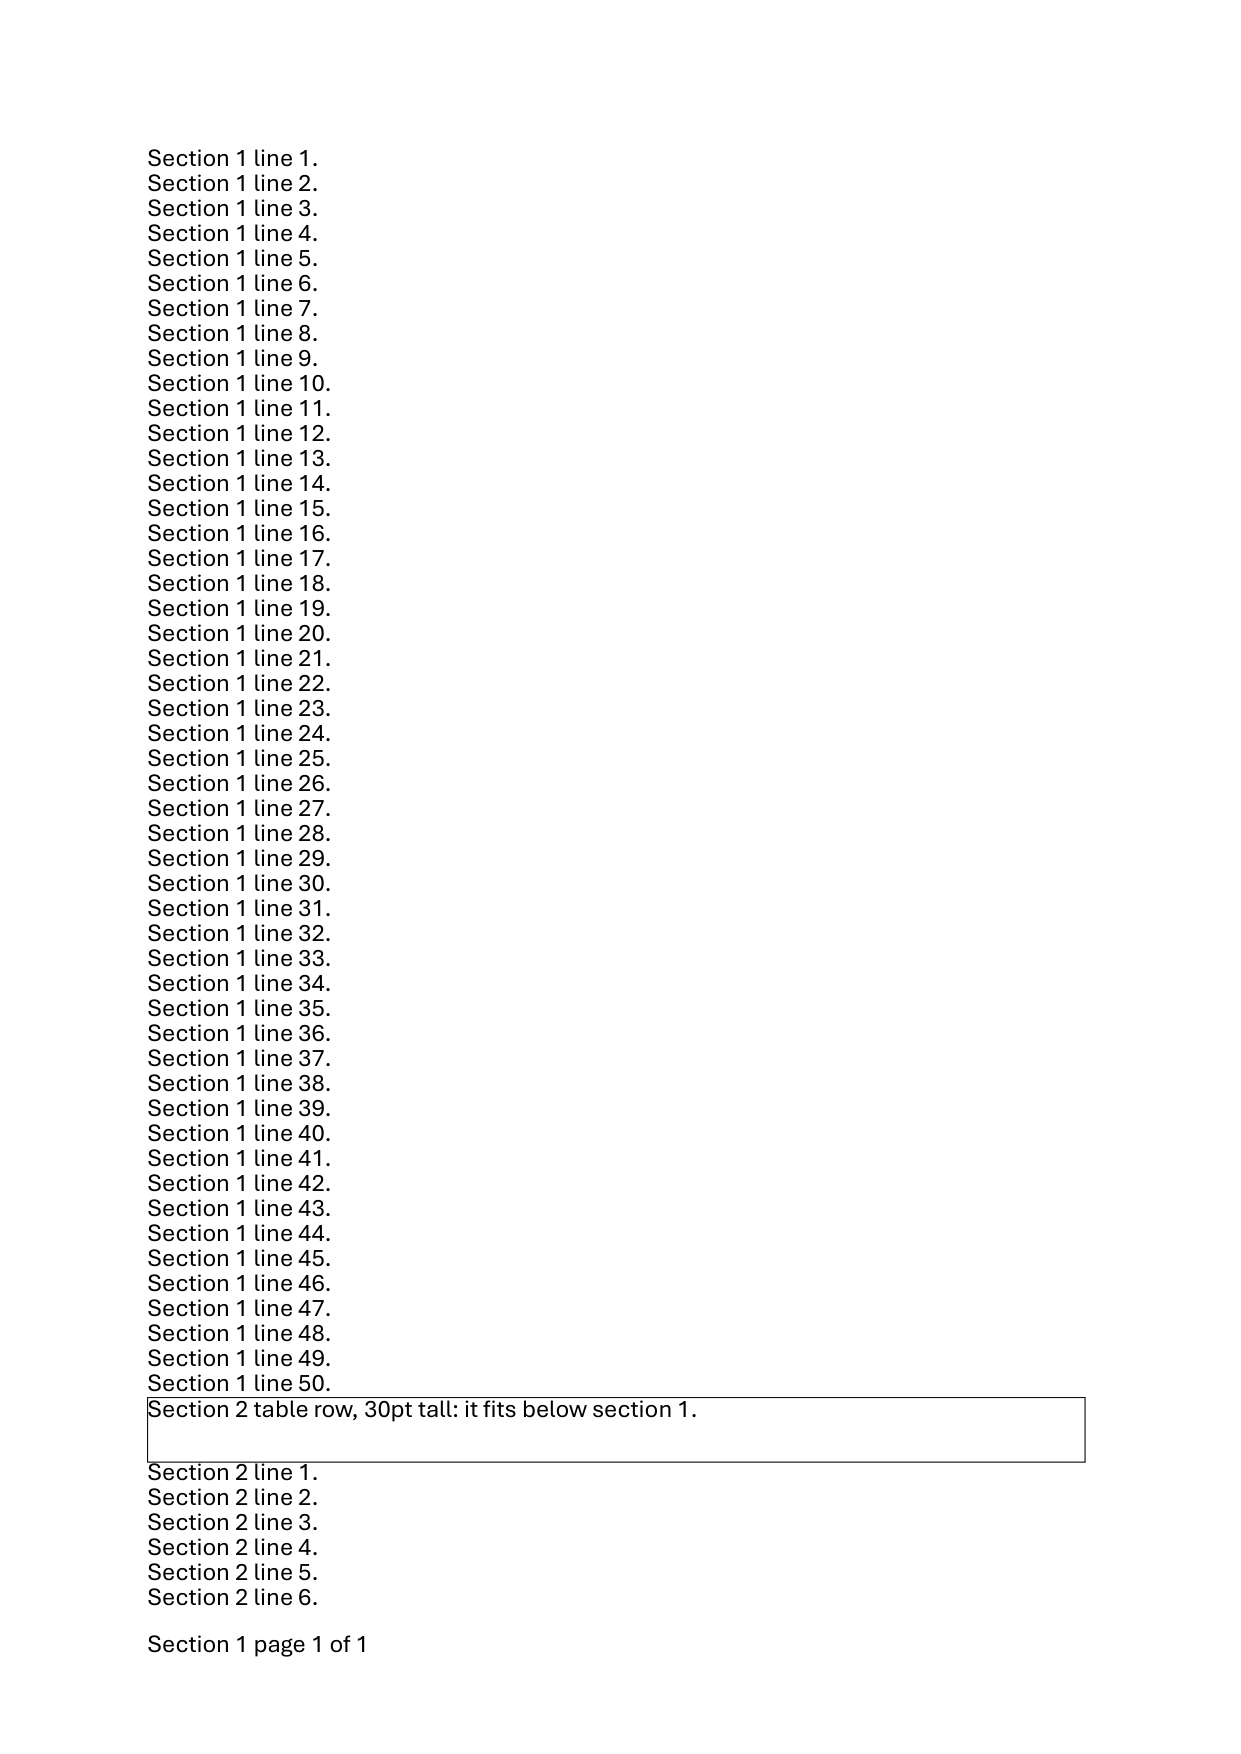 Section 1 line 1.
Section 1 line 2.
Section 1 line 3.
Section 1 line 4.
Section 1 line 5.
Section 1 line 6.
Section 1 line 7.
Section 1 line 8.
Section 1 line 9.
Section 1 line 10.
Section 1 line 11.
Section 1 line 12.
Section 1 line 13.
Section 1 line 14.
Section 1 line 15.
Section 1 line 16.
Section 1 line 17.
Section 1 line 18.
Section 1 line 19.
Section 1 line 20.
Section 1 line 21.
Section 1 line 22.
Section 1 line 23.
Section 1 line 24.
Section 1 line 25.
Section 1 line 26.
Section 1 line 27.
Section 1 line 28.
Section 1 line 29.
Section 1 line 30.
Section 1 line 31.
Section 1 line 32.
Section 1 line 33.
Section 1 line 34.
Section 1 line 35.
Section 1 line 36.
Section 1 line 37.
Section 1 line 38.
Section 1 line 39.
Section 1 line 40.
Section 1 line 41.
Section 1 line 42.
Section 1 line 43.
Section 1 line 44.
Section 1 line 45.
Section 1 line 46.
Section 1 line 47.
Section 1 line 48.
Section 1 line 49.
Section 1 line 50.
Section 2 table row, 30pt tall: it fits below section 1.
Section 2 line 1.
Section 2 line 2.
Section 2 line 3.
Section 2 line 4.
Section 2 line 5.
Section 2 line 6.
Section 1 page 1 of 1